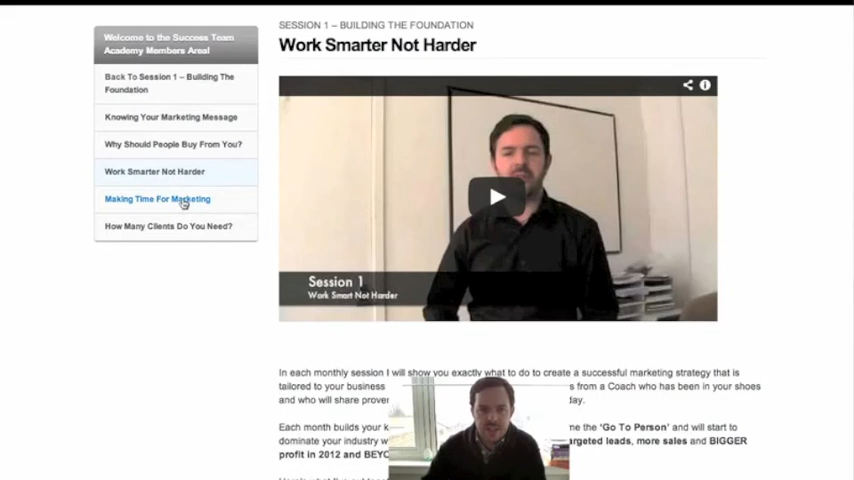 Welcome to the Success Team
Academy Members Area!
Back To Session 1 – Building The
Foundation
Knowing Your Marketing Message
Why Should People Buy From You?
Work Smarter Not Harder
Making Time For Marketing
How Many Clients Do You Need?
SESSION 1 – BUILDING THE FOUNDATION
Work Smarter Not Harder
Session 1
Work Smart Not Harder
In each monthly session I will show you exactly what to do to create a successful marketing strategy that is
tailored to your business s from a Coach who has been in your shoes
and who will share prove day.
Each month builds your k me the 'Go To Person' and will start to
dominate your industry w argeted leads, more sales and BIGGER
profit in 2012 and BEYO